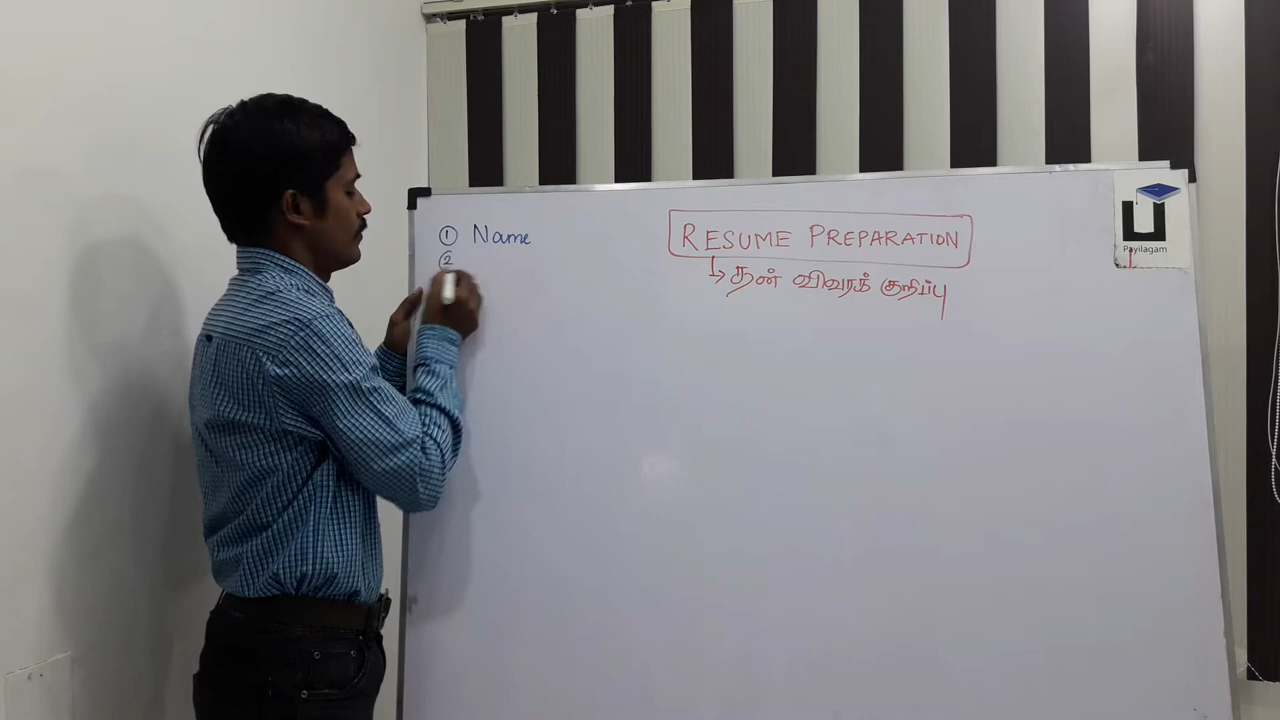 ① Name
②
RESUME PREPARATION
↳ தன் விவரக் குறிப்பு
Payilagam